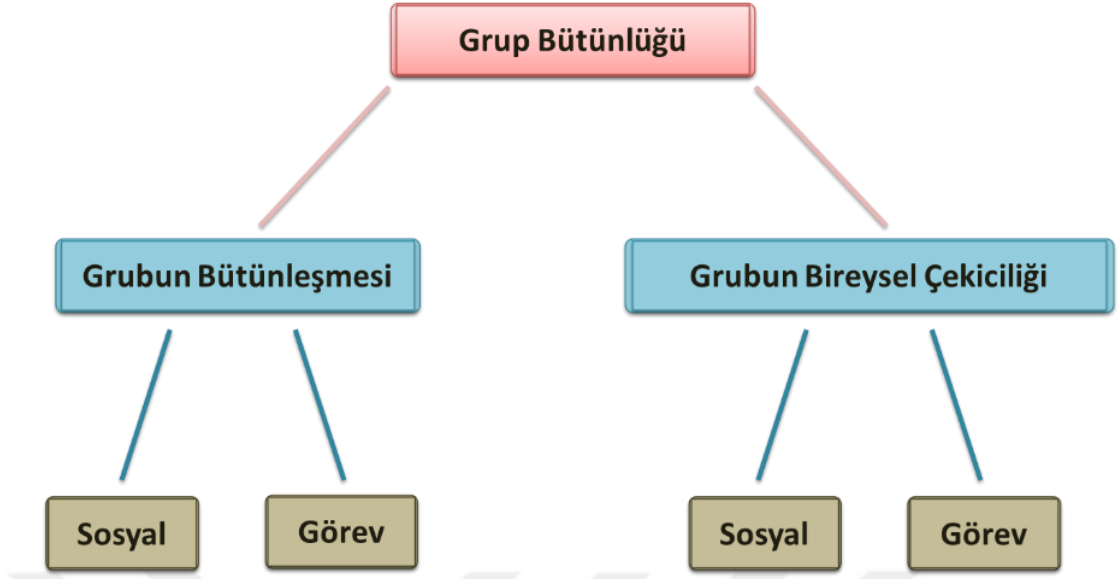 Grup Bütünlüğü
Grubun Bütünleşmesi
Grubun Bireysel Çekiciliği
Sosyal
Görev
Sosyal
Görev